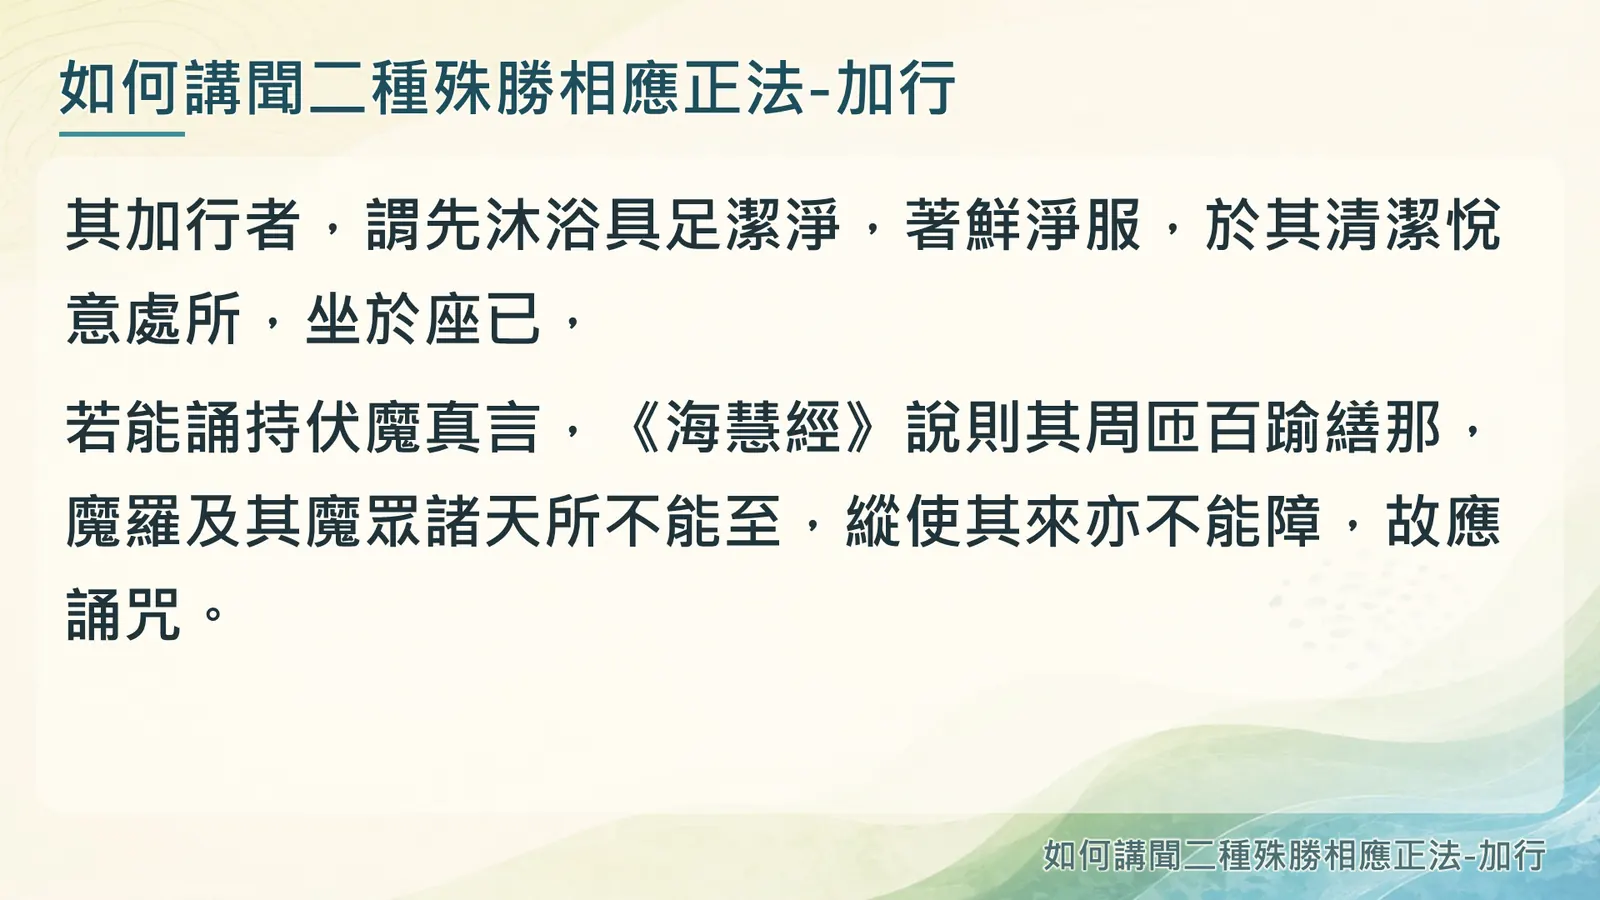 如何講聞二種殊勝相應正法-加行
其加行者，謂先沐浴具足潔淨，著鮮淨服，於其清潔悅
意處所，坐於座已，
若能誦持伏魔真言，《海慧經》說則其周匝百踰繕那，
魔羅及其魔眾諸天所不能至，縱使其來亦不能障，故應
誦咒。
如何講聞二種殊勝相應正法-加行